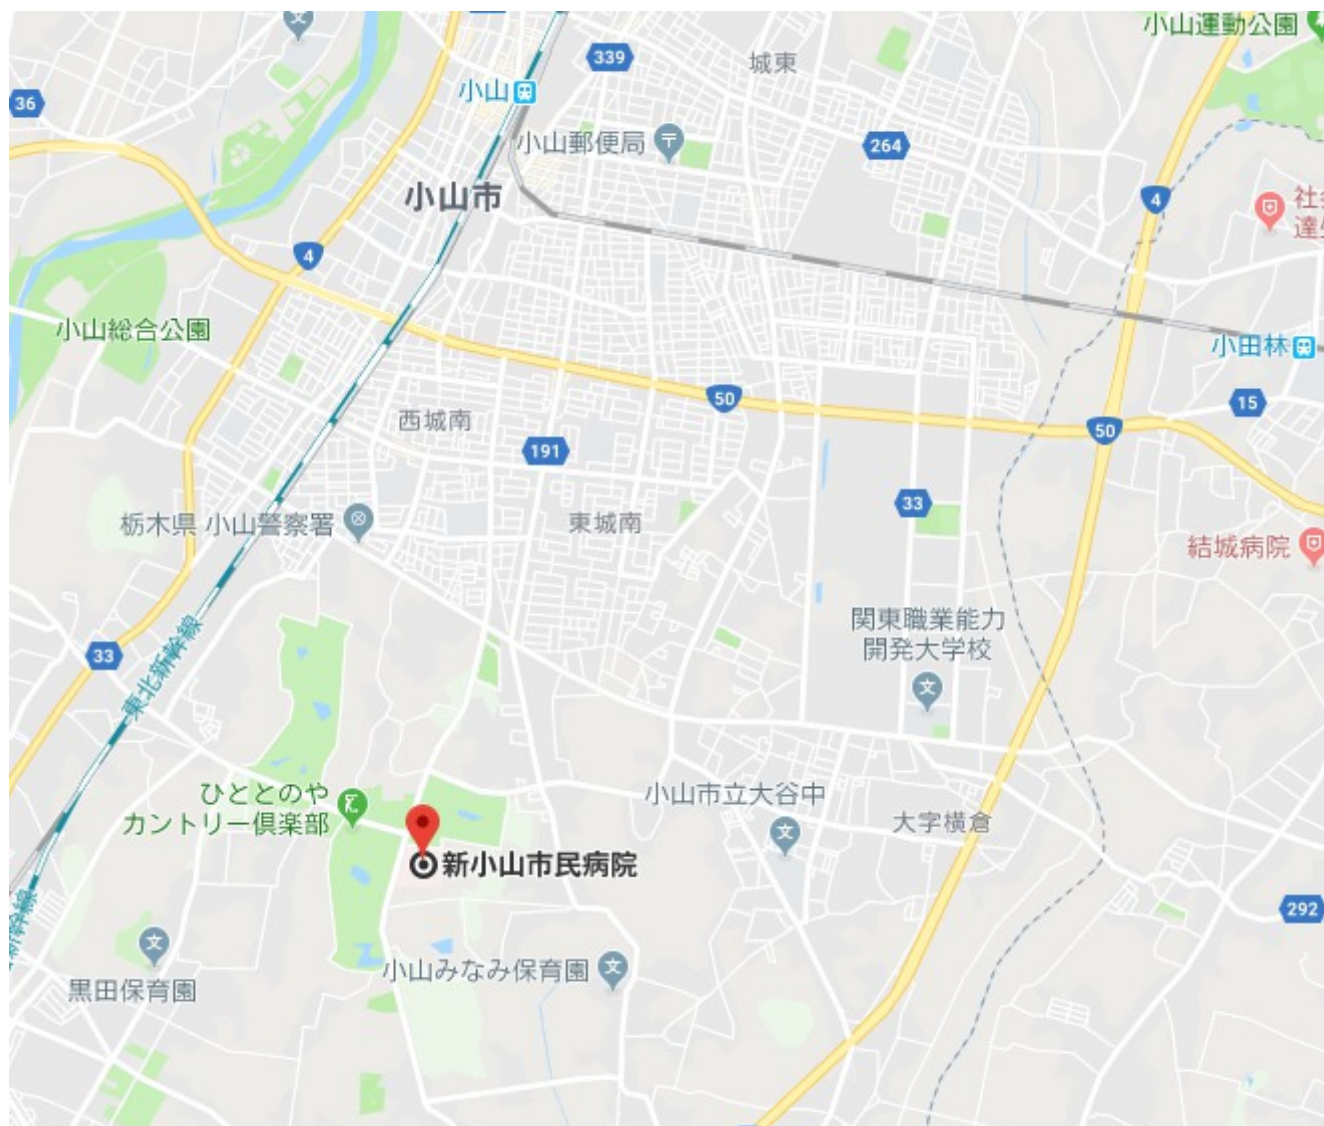 小山運動公園
339
城東
小山
36
小山郵便局
264
小山市
4
社
4
小山総合公園
小田林
50
15
西城南
50
191
33
栃木県 小山警察署
東城南
結城病院
関東職業能力
開発大学校
東北新幹線
33
ひととのや
カントリー倶楽部
小山市立大谷中
大字横倉
新小山市民病院
292
新幹線
小山みなみ保育園
黒田保育園